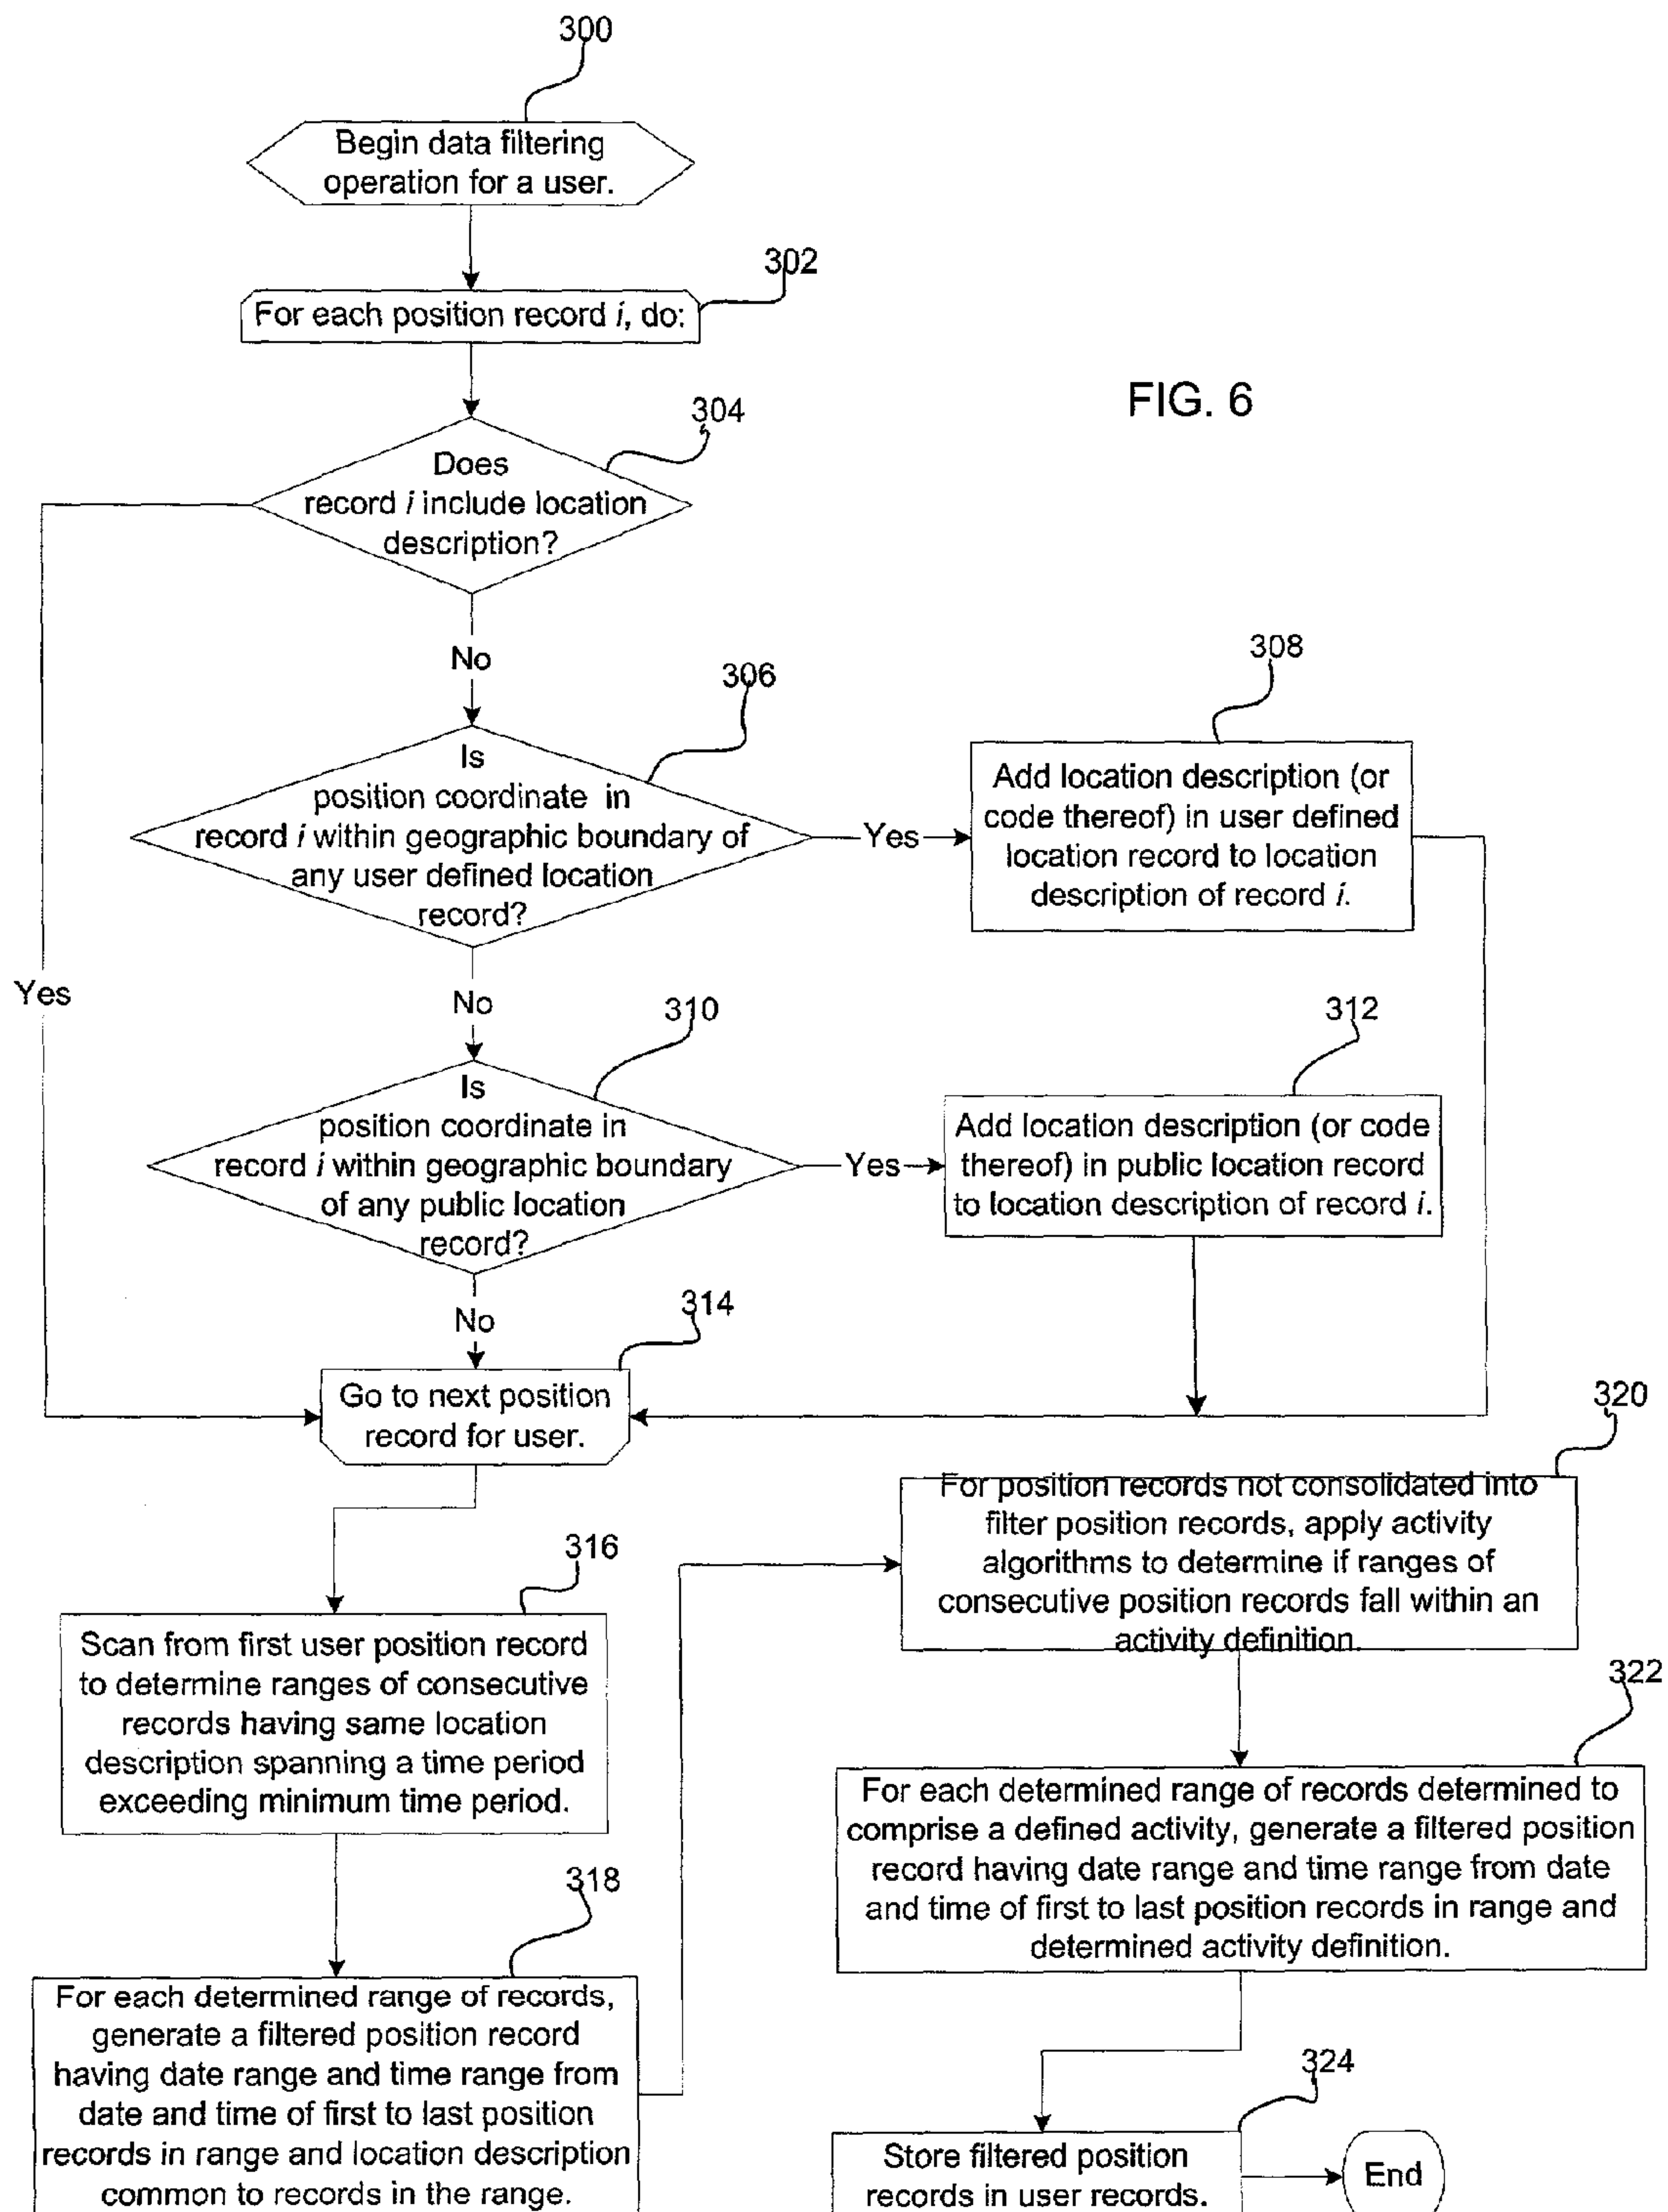 300
Begin data filtering
operation for a user.
302
For each position record i, do:
FIG. 6
304
Does
record i include location
description?
No
Yes
306
Is
position coordinate in
record i within geographic boundary of
any user defined location
record?
Yes
308
Add location description (or
code thereof) in user defined
location record to location
description of record i.
No
310
Is
position coordinate in
record i within geographic boundary
of any public location
record?
Yes
312
Add location description (or code
thereof) in public location record
to location description of record i.
No
314
Go to next position
record for user.
316
Scan from first user position record
to determine ranges of consecutive
records having same location
description spanning a time period
exceeding minimum time period.
318
For each determined range of records,
generate a filtered position record
having date range and time range from
date and time of first to last position
records in range and location description
common to records in the range.
320
For position records not consolidated into
filter position records, apply activity
algorithms to determine if ranges of
consecutive position records fall within an
activity definition.
322
For each determined range of records determined to
comprise a defined activity, generate a filtered position
record having date range and time range from date
and time of first to last position records in range and
determined activity definition.
324
Store filtered position
records in user records.
End